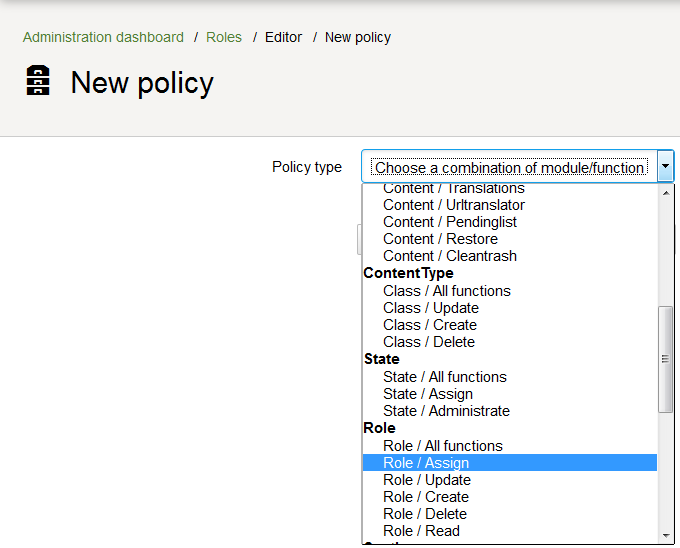 Administration dashboard / Roles / Editor / New policy
New policy
Policy type
Choose a combination of module/function
Content / Translations
Content / Urltranslator
Content / Pendinglist
Content / Restore
Content / Cleantrash
ContentType
Class / All functions
Class / Update
Class / Create
Class / Delete
State
State / All functions
State / Assign
State / Administrate
Role
Role / All functions
Role / Assign
Role / Update
Role / Create
Role / Delete
Role / Read